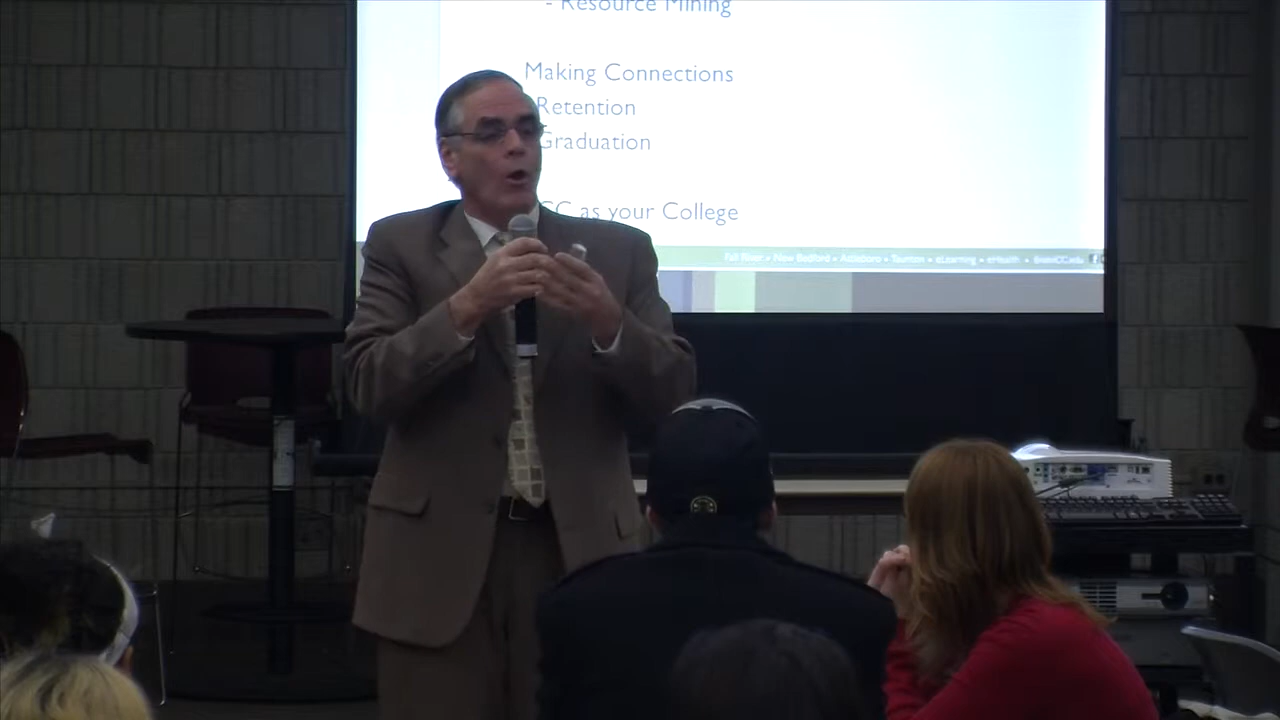 - Resource Mining
Making Connections
Retention
Graduation
CC as your College
Fall River • New Bedford • Attleboro • Taunton • eLearning • eHealth • BristolCC.edu